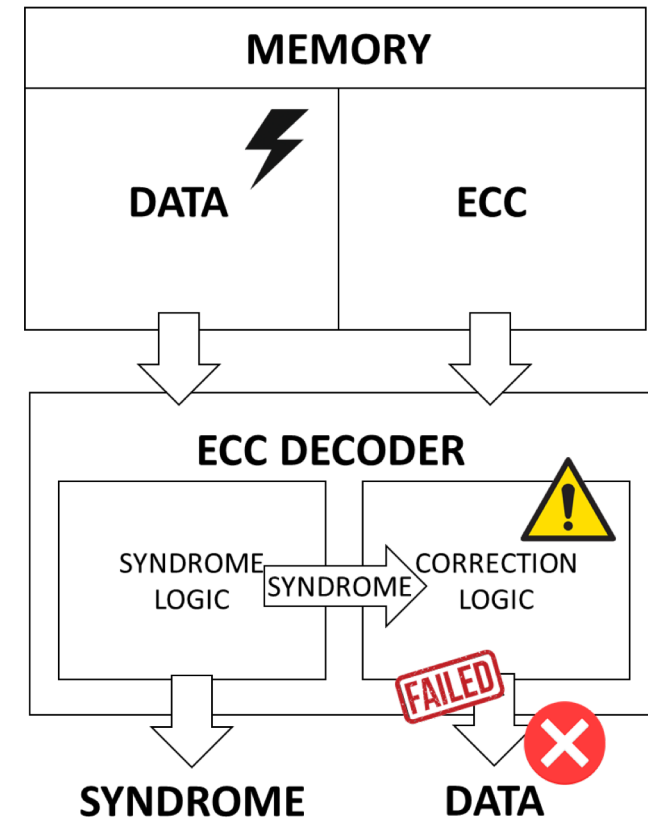 MEMORY
DATA
ECC
ECC DECODER
SYNDROME
LOGIC
SYNDROME
CORRECTION
LOGIC
FAILED
SYNDROME
DATA